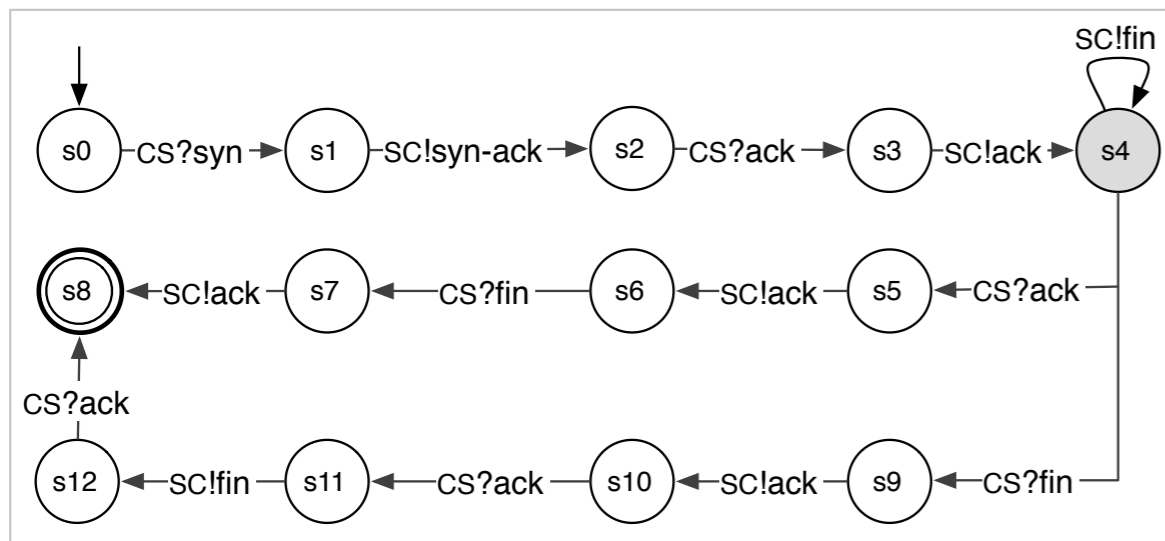 SC!fin
s0 CS?syn s1 SC!syn-ack s2 CS?ack s3 SC!ack s4
s8 SC!ack s7 CS?fin s6 SC!ack s5 CS?ack
CS?ack
s12 SC!fin s11 CS?ack s10 SC!ack s9 CS?fin